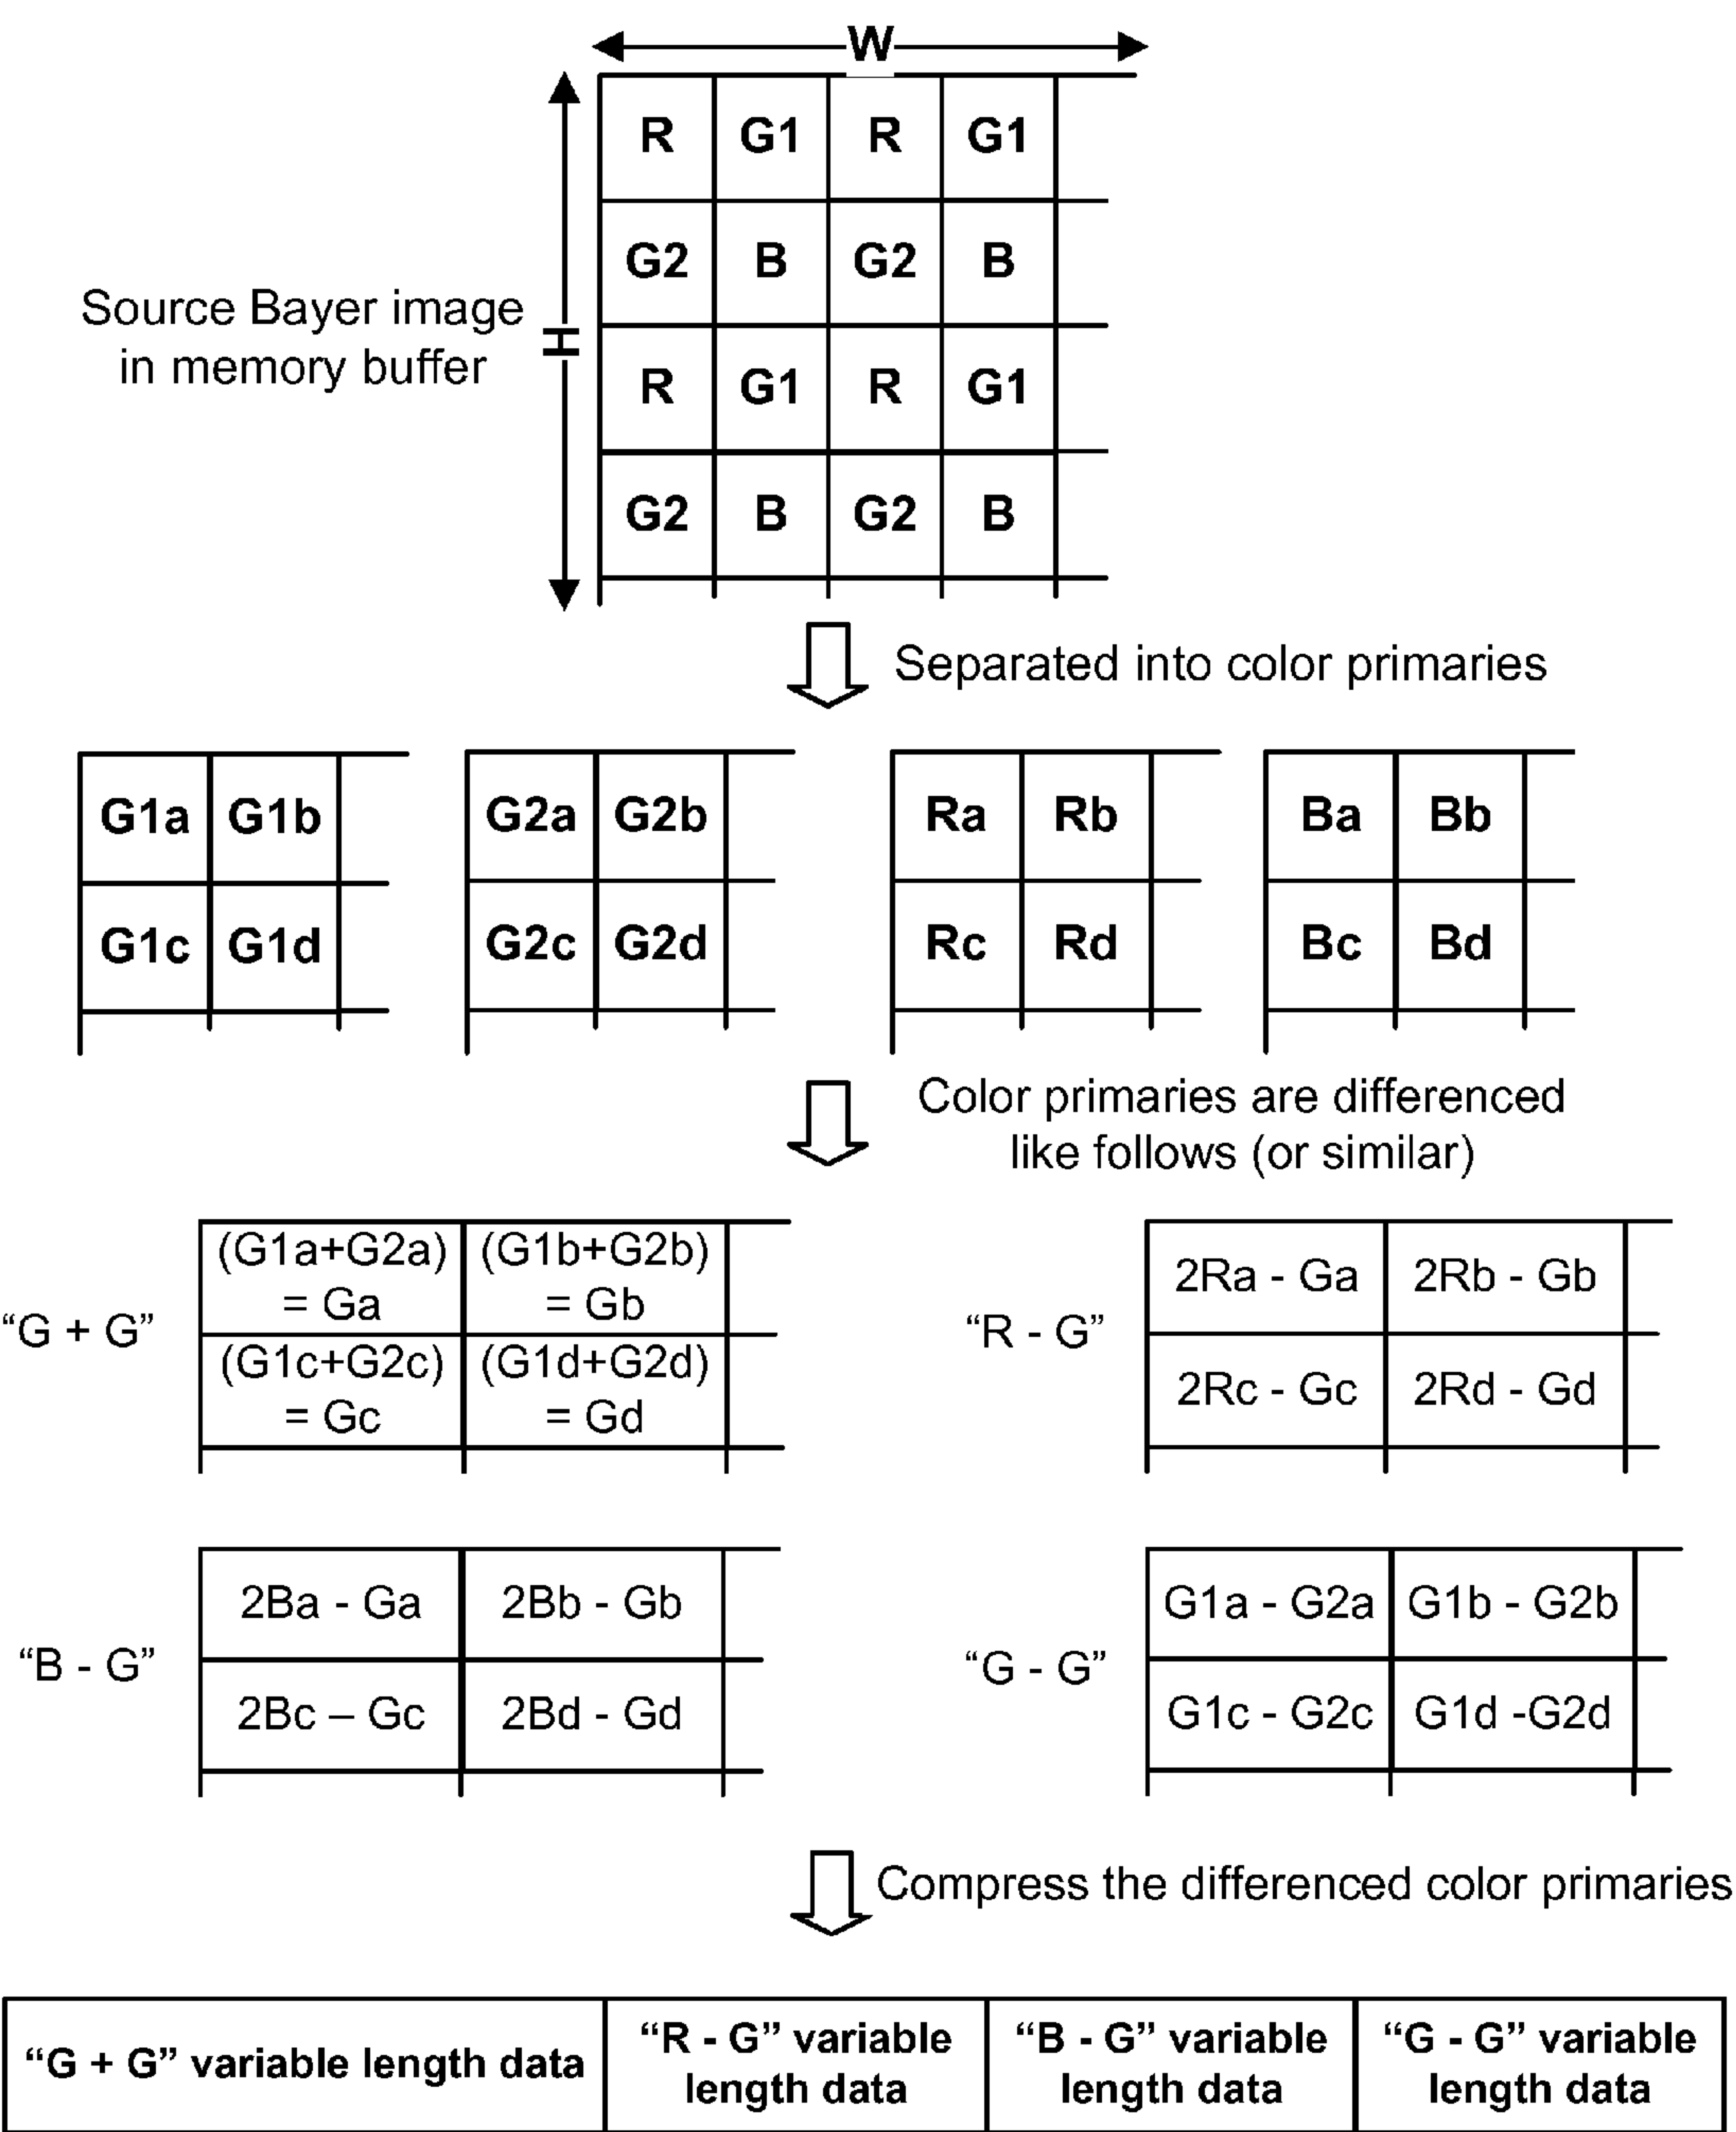 W
R G1 R G1
G2 B G2 B
Source Bayer image
in memory buffer
H
R G1 R G1
G2 B G2 B
Separated into color primaries
G1a G1b G2a G2b Ra Rb Ba Bb
G1c G1d G2c G2d Rc Rd Bc Bd
Color primaries are differenced
like follows (or similar)
“G + G”
(G1a+G2a) (G1b+G2b)
= Ga = Gb
(G1c+G2c) (G1d+G2d)
= Gc = Gd
“R - G”
2Ra - Ga 2Rb - Gb
2Rc - Gc 2Rd - Gd
“B - G”
2Ba - Ga 2Bb - Gb
2Bc – Gc 2Bd - Gd
“G - G”
G1a - G2a G1b - G2b
G1c - G2c G1d -G2d
Compress the differenced color primaries
“G + G” variable length data
“R - G” variable
length data
“B - G” variable
length data
“G - G” variable
length data